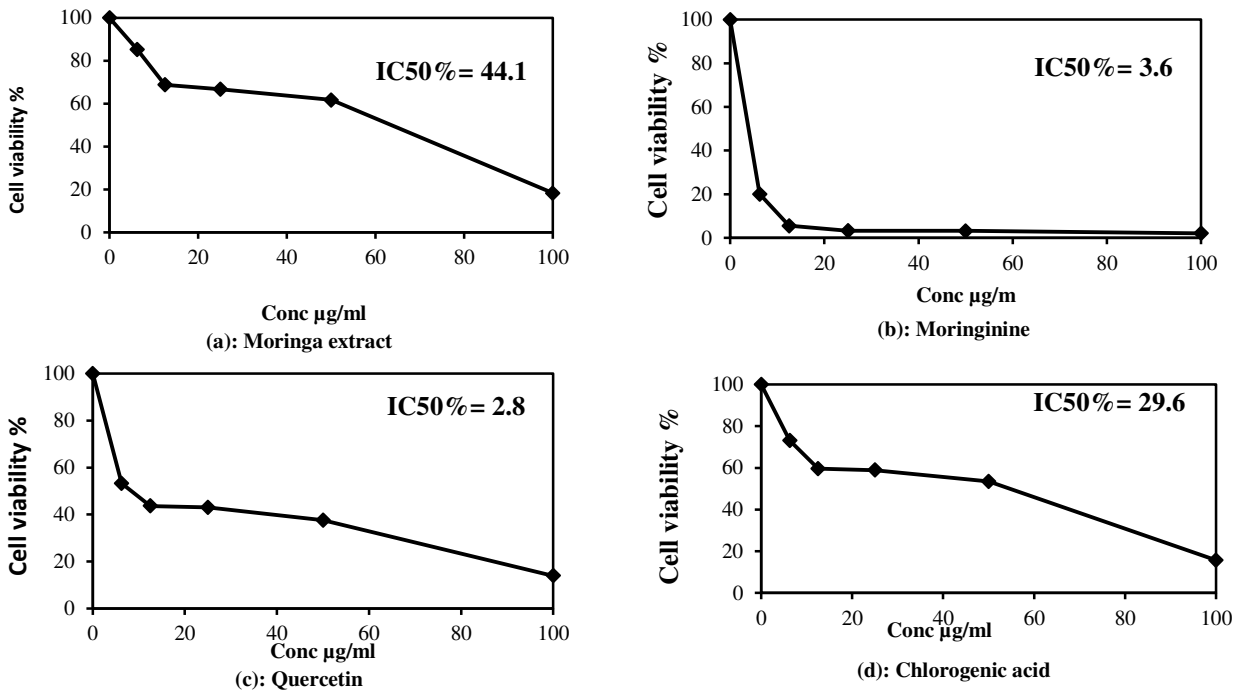 Cell viability %
100
80
60
40
20
0
IC50%= 44.1
0 20 40 60 80 100
Conc µg/ml
(a): Moringa extract
Cell viability %
100
80
60
40
20
0
IC50%= 3.6
0 20 40 60 80 100
Conc µg/m
(b): Moringinine
Cell viability %
100
80
60
40
20
0
IC50%= 2.8
0 20 40 60 80 100
Conc µg/ml
(c): Quercetin
Cell viability %
100
80
60
40
20
0
IC50%= 29.6
0 20 40 60 80 100
Conc µg/ml
(d): Chlorogenic acid